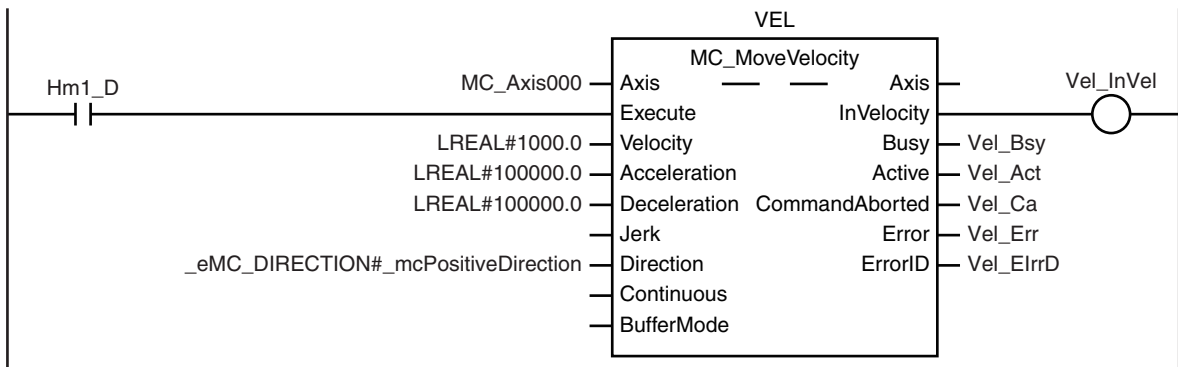 VEL
MC_MoveVelocity
Hm1_D
MC_Axis000 Axis Axis Vel_InVel
Execute InVelocity
LREAL#1000.0 Velocity Busy Vel_Bsy
LREAL#100000.0 Acceleration Active Vel_Act
LREAL#100000.0 Deceleration CommandAborted Vel_Ca
Jerk Error Vel_Err
_eMC_DIRECTION#_mcPositiveDirection Direction ErrorID Vel_EIrrD
Continuous
BufferMode